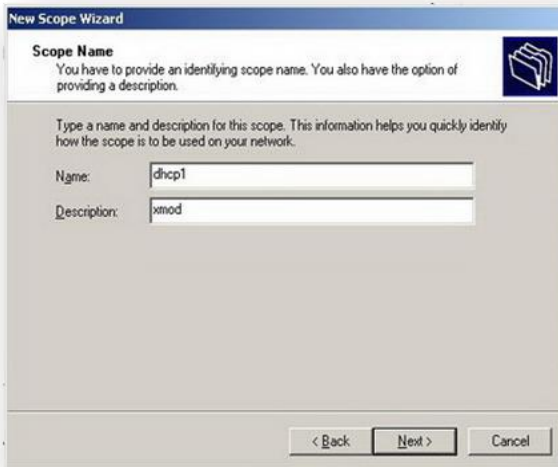 New Scope Wizard
Scope Name
You have to provide an identifying scope name. You also have the option of
providing a description.
Type a name and description for this scope. This information helps you quickly identify
how the scope is to be used on your network.
Name: dhcp1
Description: xmod
< Back Next > Cancel